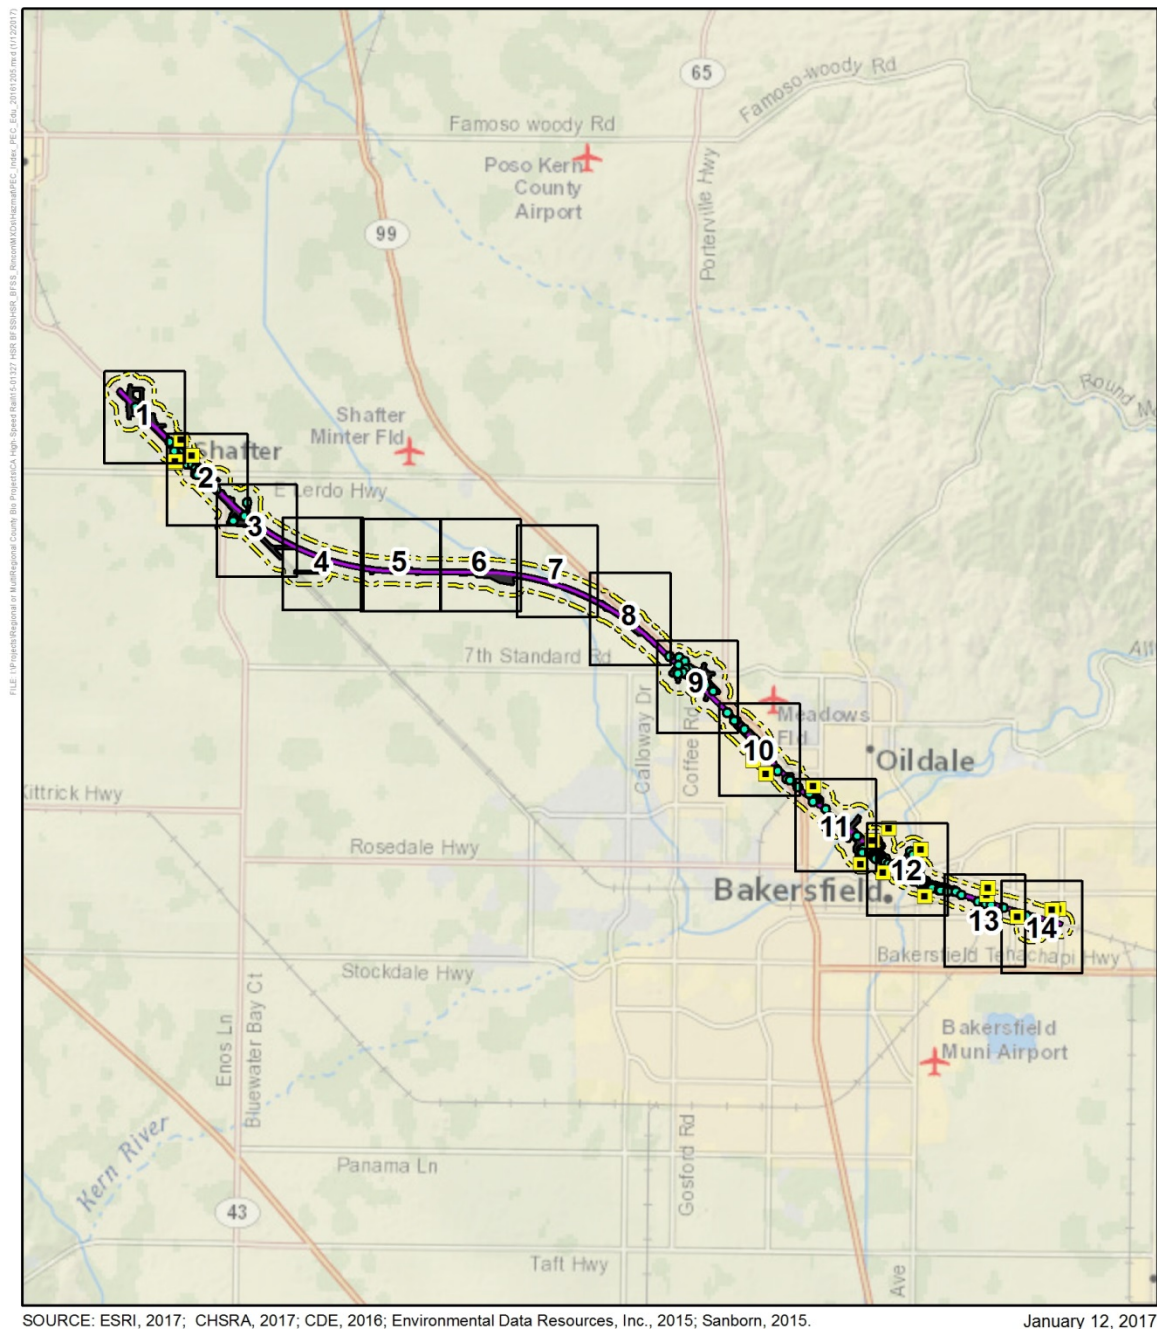 65
Famoso-woody Rd
Famoso woody Rd
Poso Kern
County
Airport
Porterville Hwy
99
Round
Shafter
Minter Fld
1
Shafter
2
E Lerdo Hwy
3
4
5
6
7
8
7th Standard Rd
9
Calloway Dr
Coffee Rd
Meadows
Fld
10
Oildale
Kittrick Hwy
11
Rosedale Hwy
12
Bakersfield
13
14
Bakersfield Tehachapi Hwy
Stockdale Hwy
Enos Ln
Bluewater Bay Ct
Bakersfield
Muni Airport
Kern River
Panama Ln
Gosford Rd
43
Taft Hwy
Ave
SOURCE: ESRI, 2017; CHSRA, 2017; CDE, 2016; Environmental Data Resources, Inc., 2015; Sanborn, 2015.
January 12, 2017